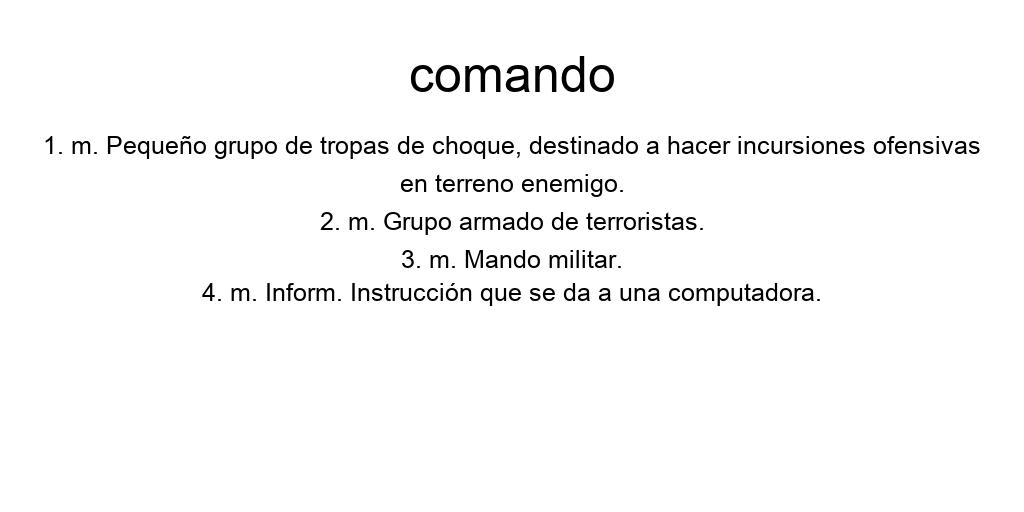 comando
1. m. Pequeño grupo de tropas de choque, destinado a hacer incursiones ofensivas
en terreno enemigo.
2. m. Grupo armado de terroristas.
3. m. Mando militar.
4. m. Inform. Instrucción que se da a una computadora.